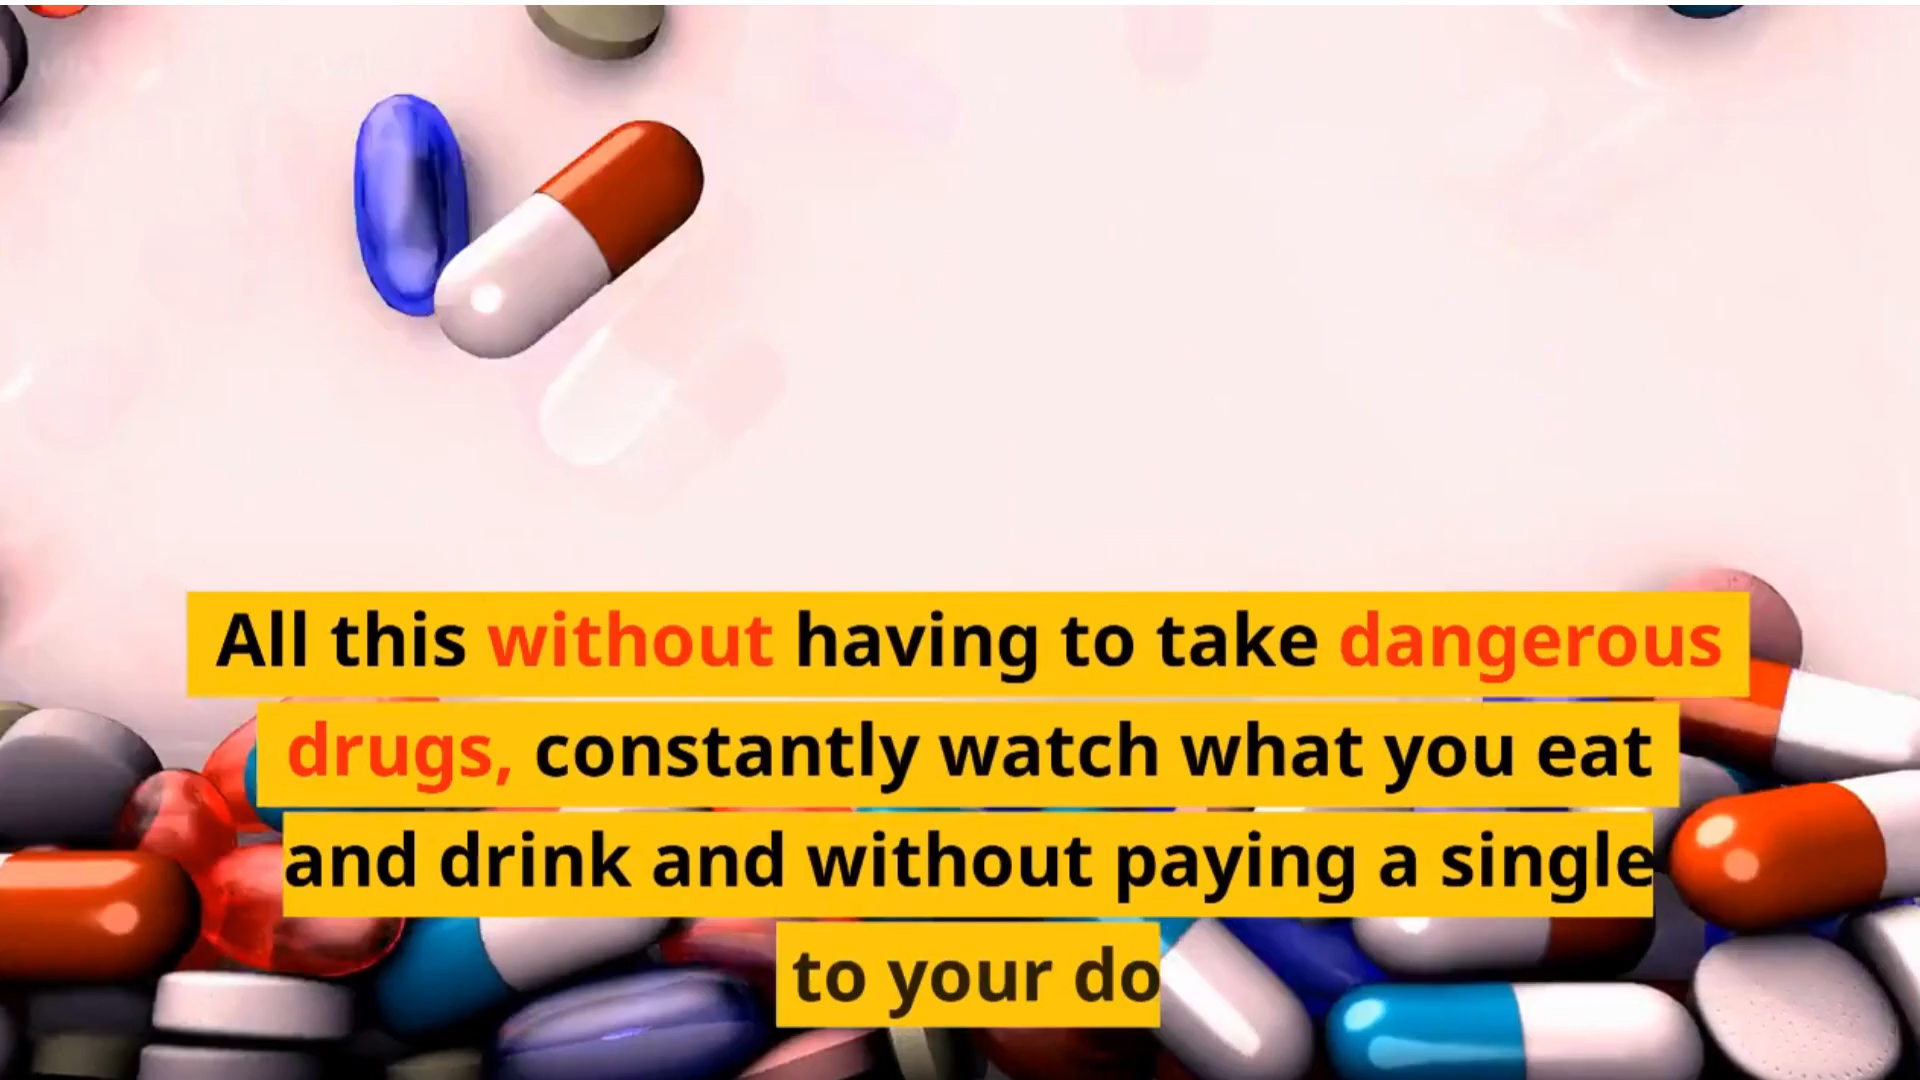 All this without having to take dangerous
drugs, constantly watch what you eat
and drink and without paying a single
to your do